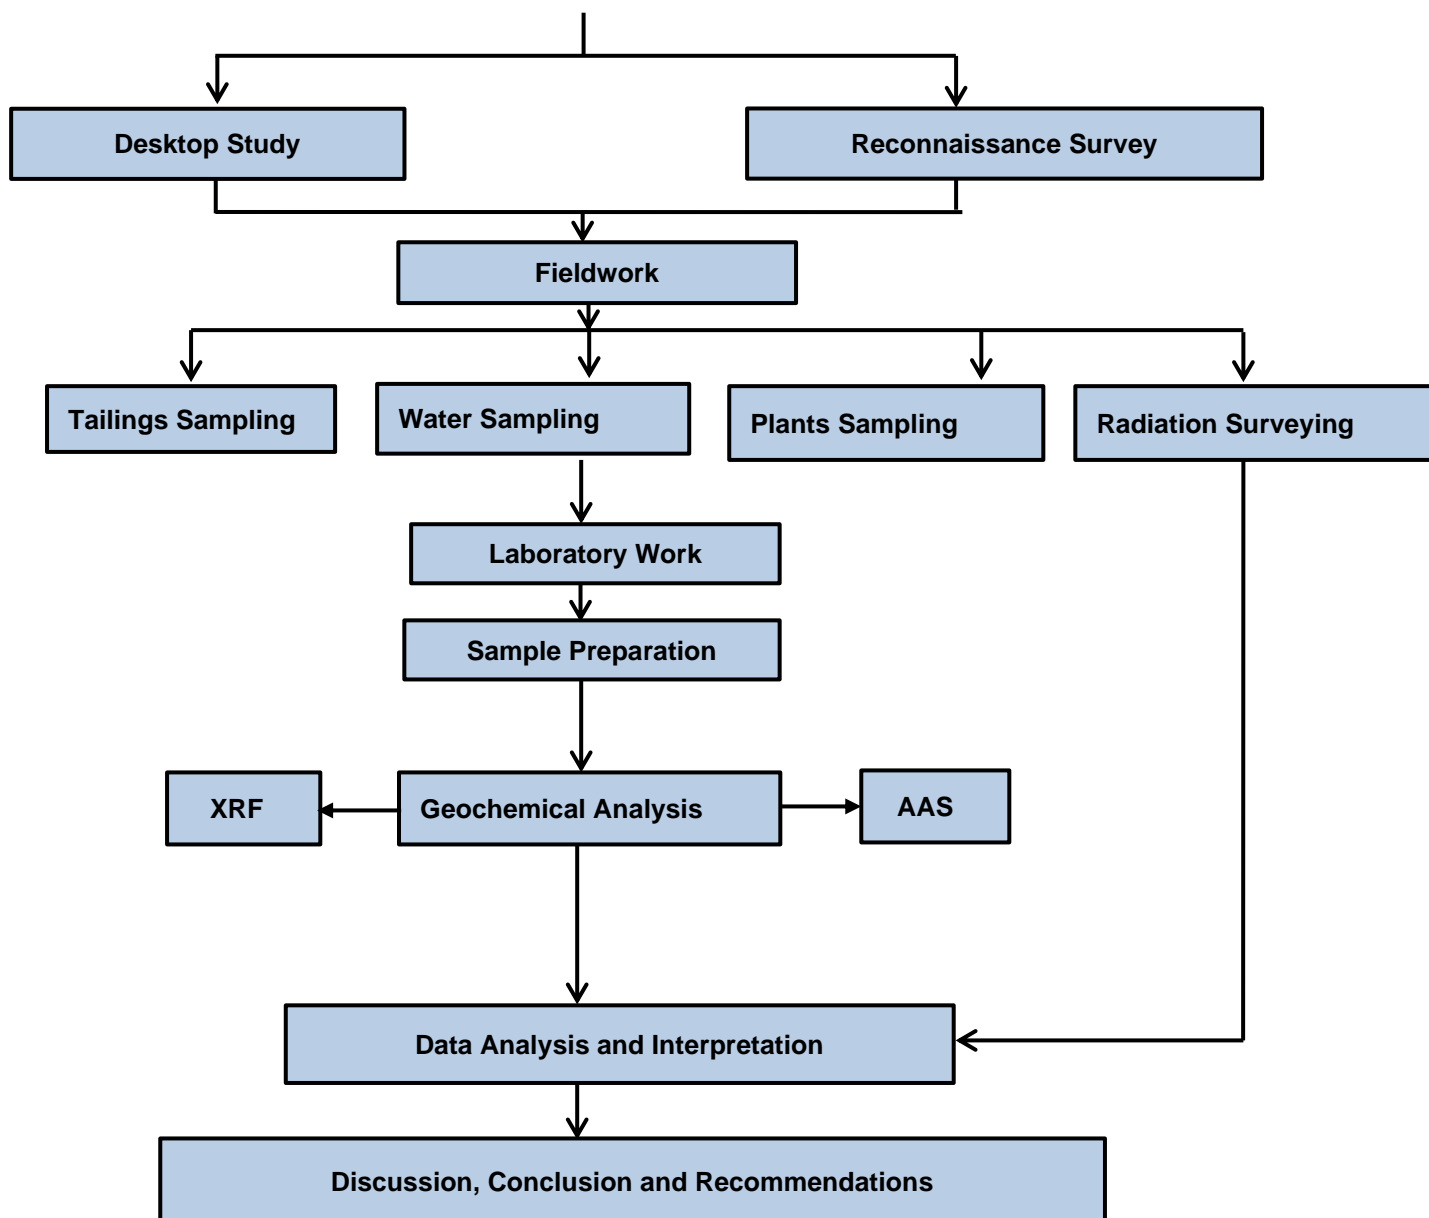 Desktop Study
Reconnaissance Survey
Fieldwork
Tailings Sampling
Water Sampling
Plants Sampling
Radiation Surveying
Laboratory Work
Sample Preparation
XRF
Geochemical Analysis
AAS
Data Analysis and Interpretation
Discussion, Conclusion and Recommendations